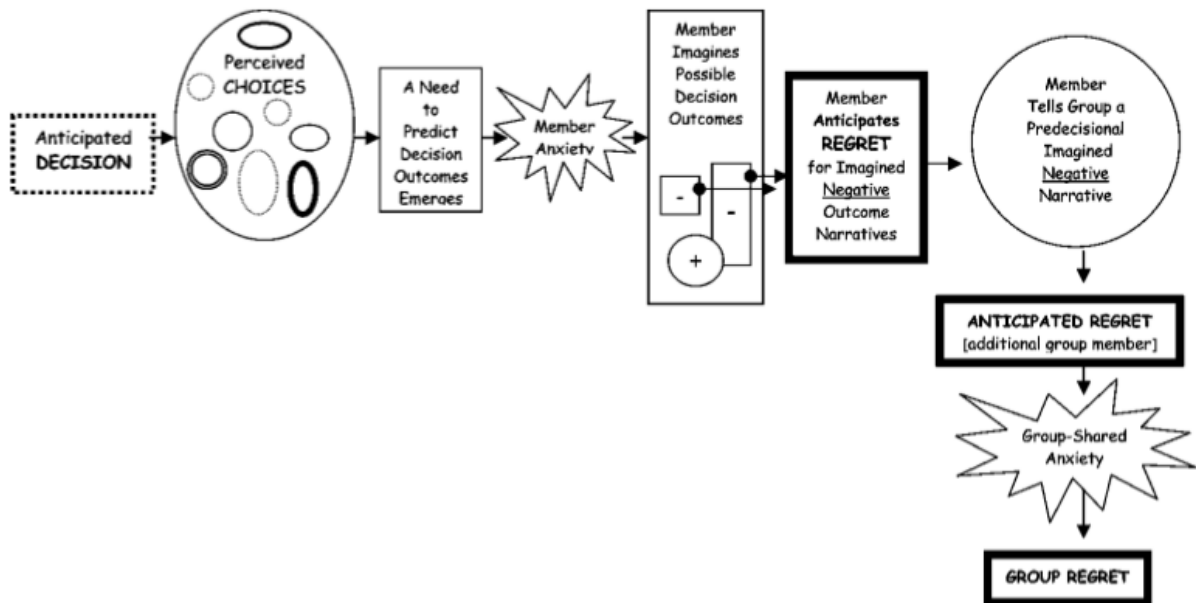 Anticipated
DECISION
Perceived
CHOICES
A Need
to
Predict
Decision
Outcomes
Emerges
Member
Anxiety
Member
Imagines
Possible
Decision
Outcomes
-
-
+
Member
Anticipates
REGRET
for Imagined
Negative
Outcome
Narratives
Member
Tells Group a
Predecisional
Imagined
Negative
Narrative
ANTICIPATED REGRET
[additional group member]
Group-Shared
Anxiety
GROUP REGRET